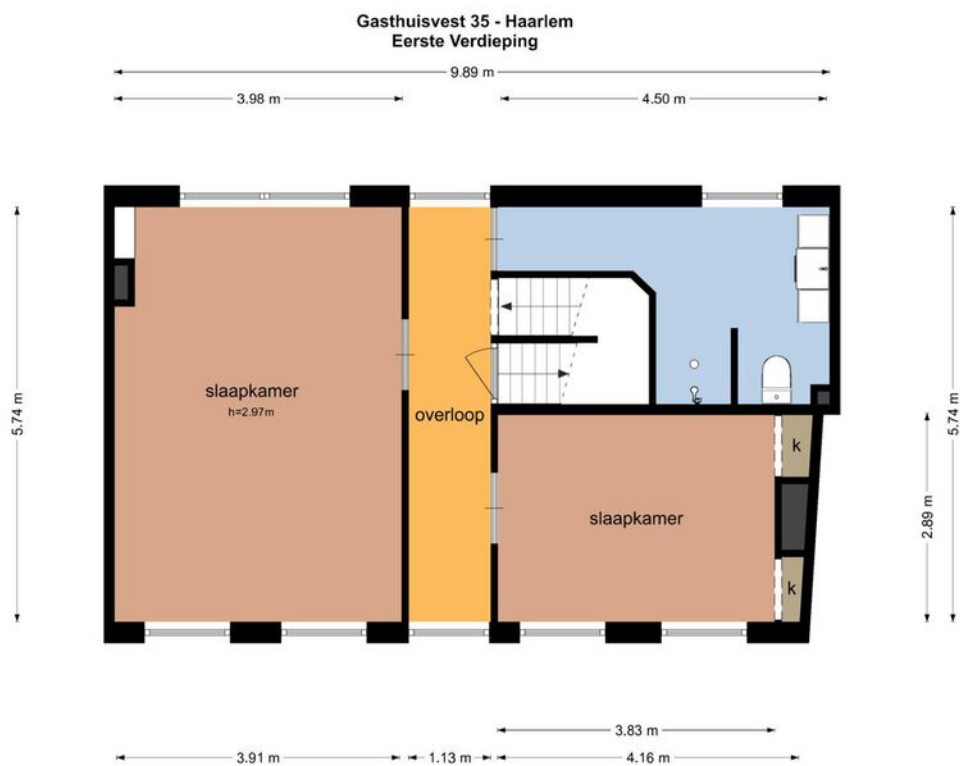 Gasthuisvest 35 - Haarlem
Eerste Verdieping
9.89 m
3.98 m
4.50 m
5.74 m
slaapkamer
h=2.97m
overloop
5.74 m
k
2.89 m
slaapkamer
k
3.83 m
3.91 m
1.13 m
4.16 m